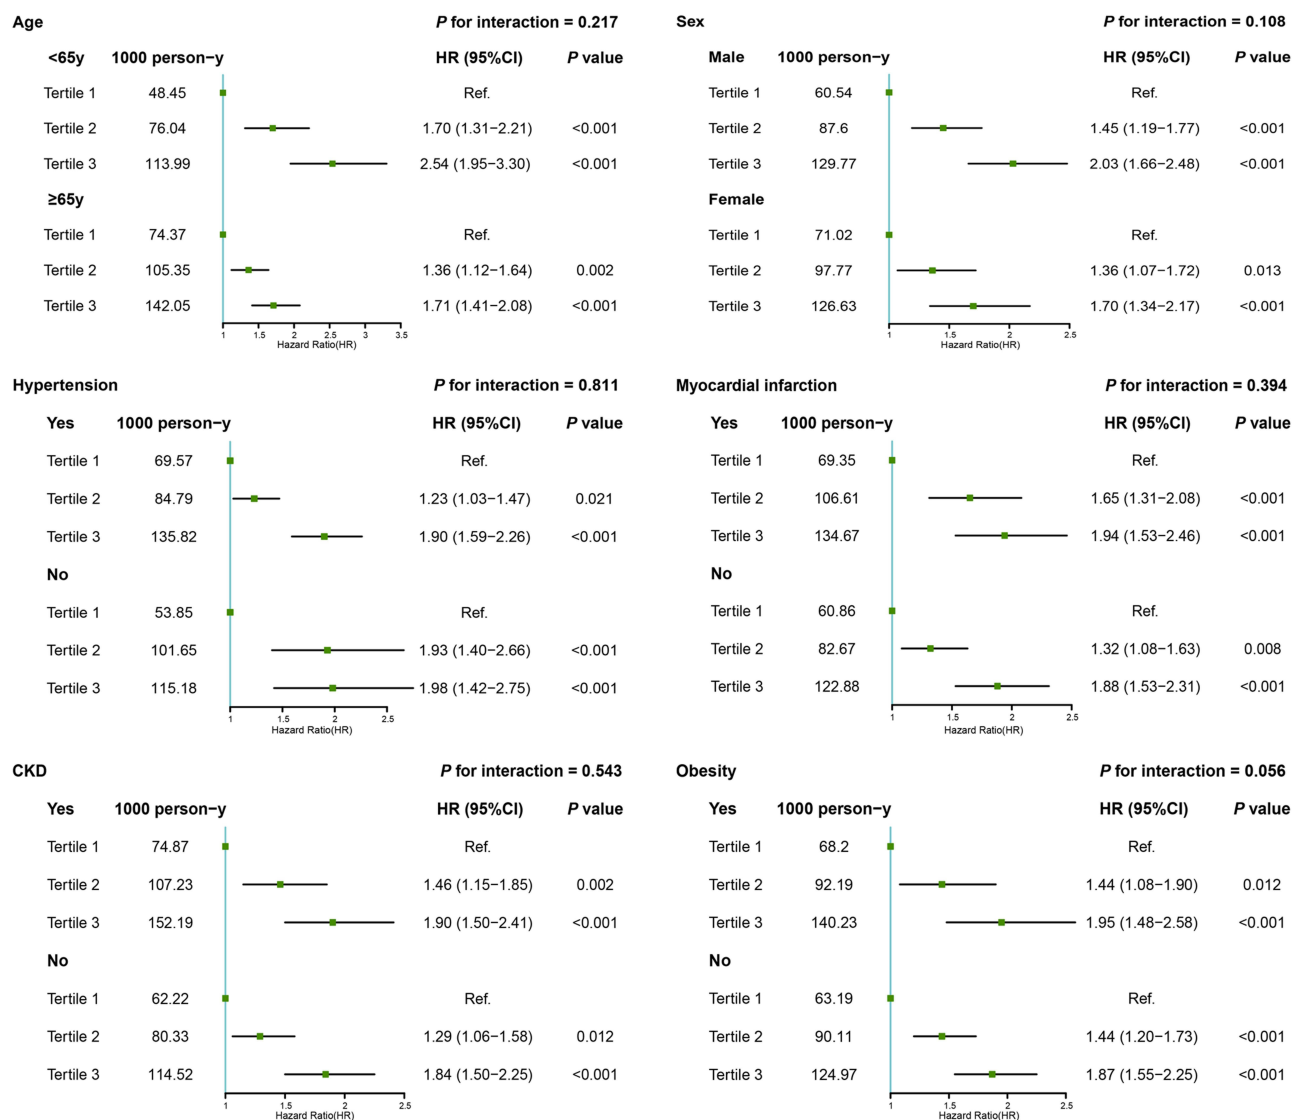 Age P for interaction = 0.217
<65y 1000 person−y HR (95%CI) P value
Tertile 1 48.45 Ref.
Tertile 2 76.04 1.70 (1.31−2.21) <0.001
Tertile 3 113.99 2.54 (1.95−3.30) <0.001
≥65y
Tertile 1 74.37 Ref.
Tertile 2 105.35 1.36 (1.12−1.64) 0.002
Tertile 3 142.05 1.71 (1.41−2.08) <0.001
1 1.5 2 2.5 3 3.5
Hazard Ratio(HR)
Sex P for interaction = 0.108
Male 1000 person−y HR (95%CI) P value
Tertile 1 60.54 Ref.
Tertile 2 87.6 1.45 (1.19−1.77) <0.001
Tertile 3 129.77 2.03 (1.66−2.48) <0.001
Female
Tertile 1 71.02 Ref.
Tertile 2 97.77 1.36 (1.07−1.72) 0.013
Tertile 3 126.63 1.70 (1.34−2.17) <0.001
1 1.5 2 2.5
Hazard Ratio(HR)
Hypertension P for interaction = 0.811
Yes 1000 person−y HR (95%CI) P value
Tertile 1 69.57 Ref.
Tertile 2 84.79 1.23 (1.03−1.47) 0.021
Tertile 3 135.82 1.90 (1.59−2.26) <0.001
No
Tertile 1 53.85 Ref.
Tertile 2 101.65 1.93 (1.40−2.66) <0.001
Tertile 3 115.18 1.98 (1.42−2.75) <0.001
1 1.5 2 2.5
Hazard Ratio(HR)
Myocardial infarction P for interaction = 0.394
Yes 1000 person−y HR (95%CI) P value
Tertile 1 69.35 Ref.
Tertile 2 106.61 1.65 (1.31−2.08) <0.001
Tertile 3 134.67 1.94 (1.53−2.46) <0.001
No
Tertile 1 60.86 Ref.
Tertile 2 82.67 1.32 (1.08−1.63) 0.008
Tertile 3 122.88 1.88 (1.53−2.31) <0.001
1 1.5 2 2.5
Hazard Ratio(HR)
CKD P for interaction = 0.543
Yes 1000 person−y HR (95%CI) P value
Tertile 1 74.87 Ref.
Tertile 2 107.23 1.46 (1.15−1.85) 0.002
Tertile 3 152.19 1.90 (1.50−2.41) <0.001
No
Tertile 1 62.22 Ref.
Tertile 2 80.33 1.29 (1.06−1.58) 0.012
Tertile 3 114.52 1.84 (1.50−2.25) <0.001
1 1.5 2 2.5
Hazard Ratio(HR)
Obesity P for interaction = 0.056
Yes 1000 person−y HR (95%CI) P value
Tertile 1 68.2 Ref.
Tertile 2 92.19 1.44 (1.08−1.90) 0.012
Tertile 3 140.23 1.95 (1.48−2.58) <0.001
No
Tertile 1 63.19 Ref.
Tertile 2 90.11 1.44 (1.20−1.73) <0.001
Tertile 3 124.97 1.87 (1.55−2.25) <0.001
1 1.5 2 2.5
Hazard Ratio(HR)